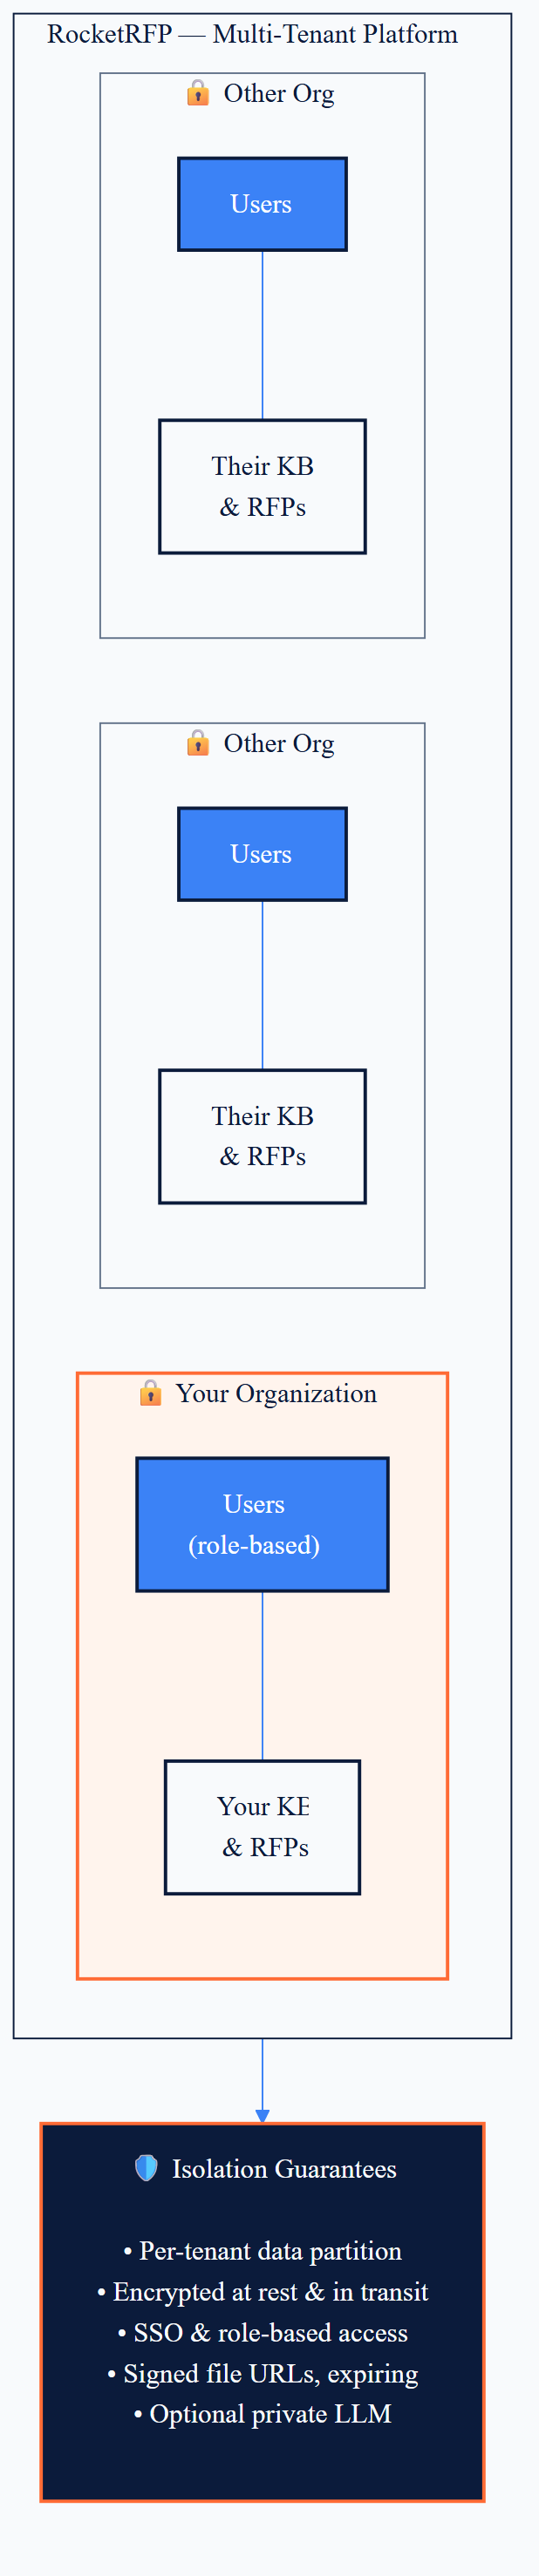 RocketRFP — Multi-Tenant Platform
🔒 Other Org
Users
Their KB
& RFPs
🔒 Other Org
Users
Their KB
& RFPs
🔒 Your Organization
Users
(role-based)
Your KB
& RFPs
🛡️ Isolation Guarantees
• Per-tenant data partition
• Encrypted at rest & in transit
• SSO & role-based access
• Signed file URLs, expiring
• Optional private LLM